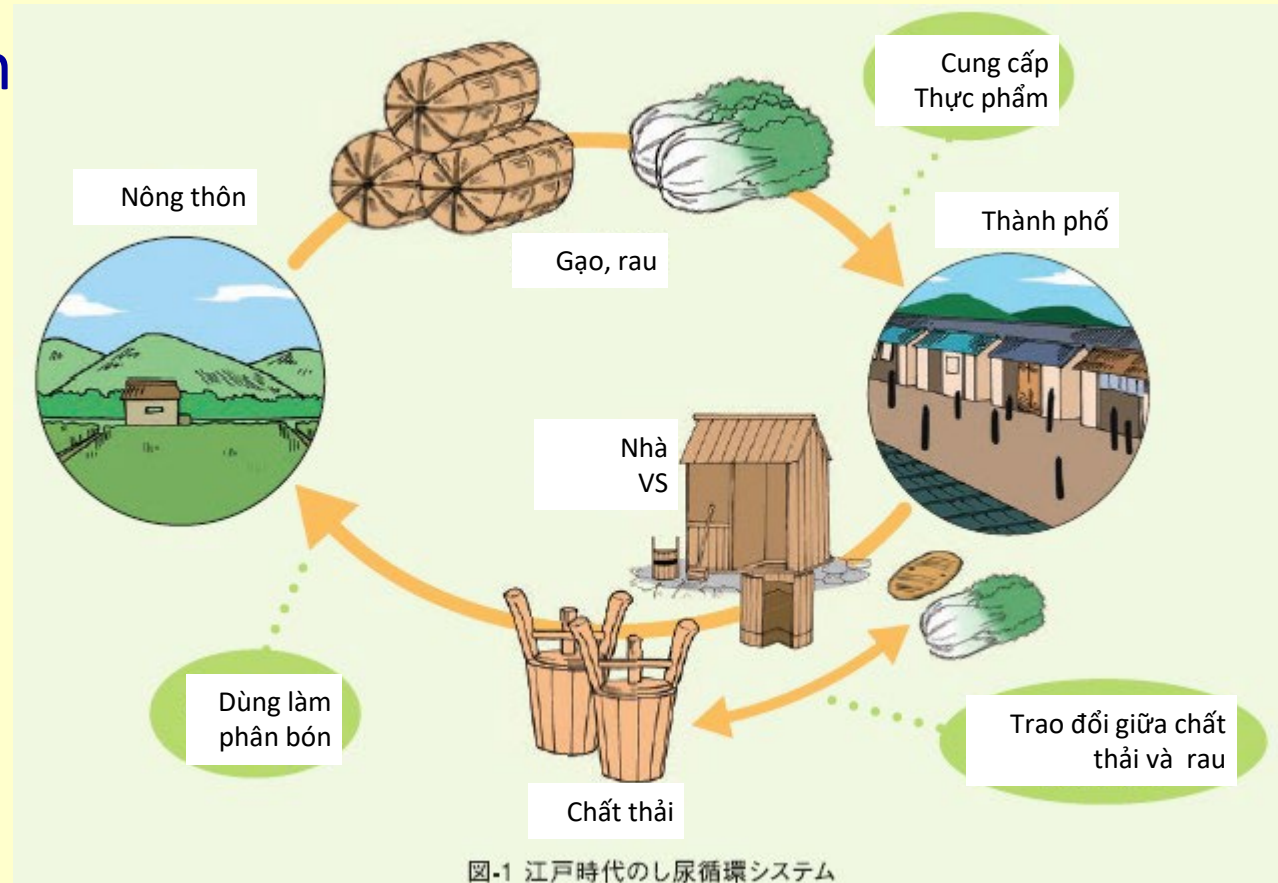 Cung cấp
Thực phẩm
Nông thôn
Thành phố
Gạo, rau
Nhà
VS
Dùng làm
phân bón
Trao đổi giữa chất
thải và rau
Chất thải
図-1 江戸時代のし尿循環システム